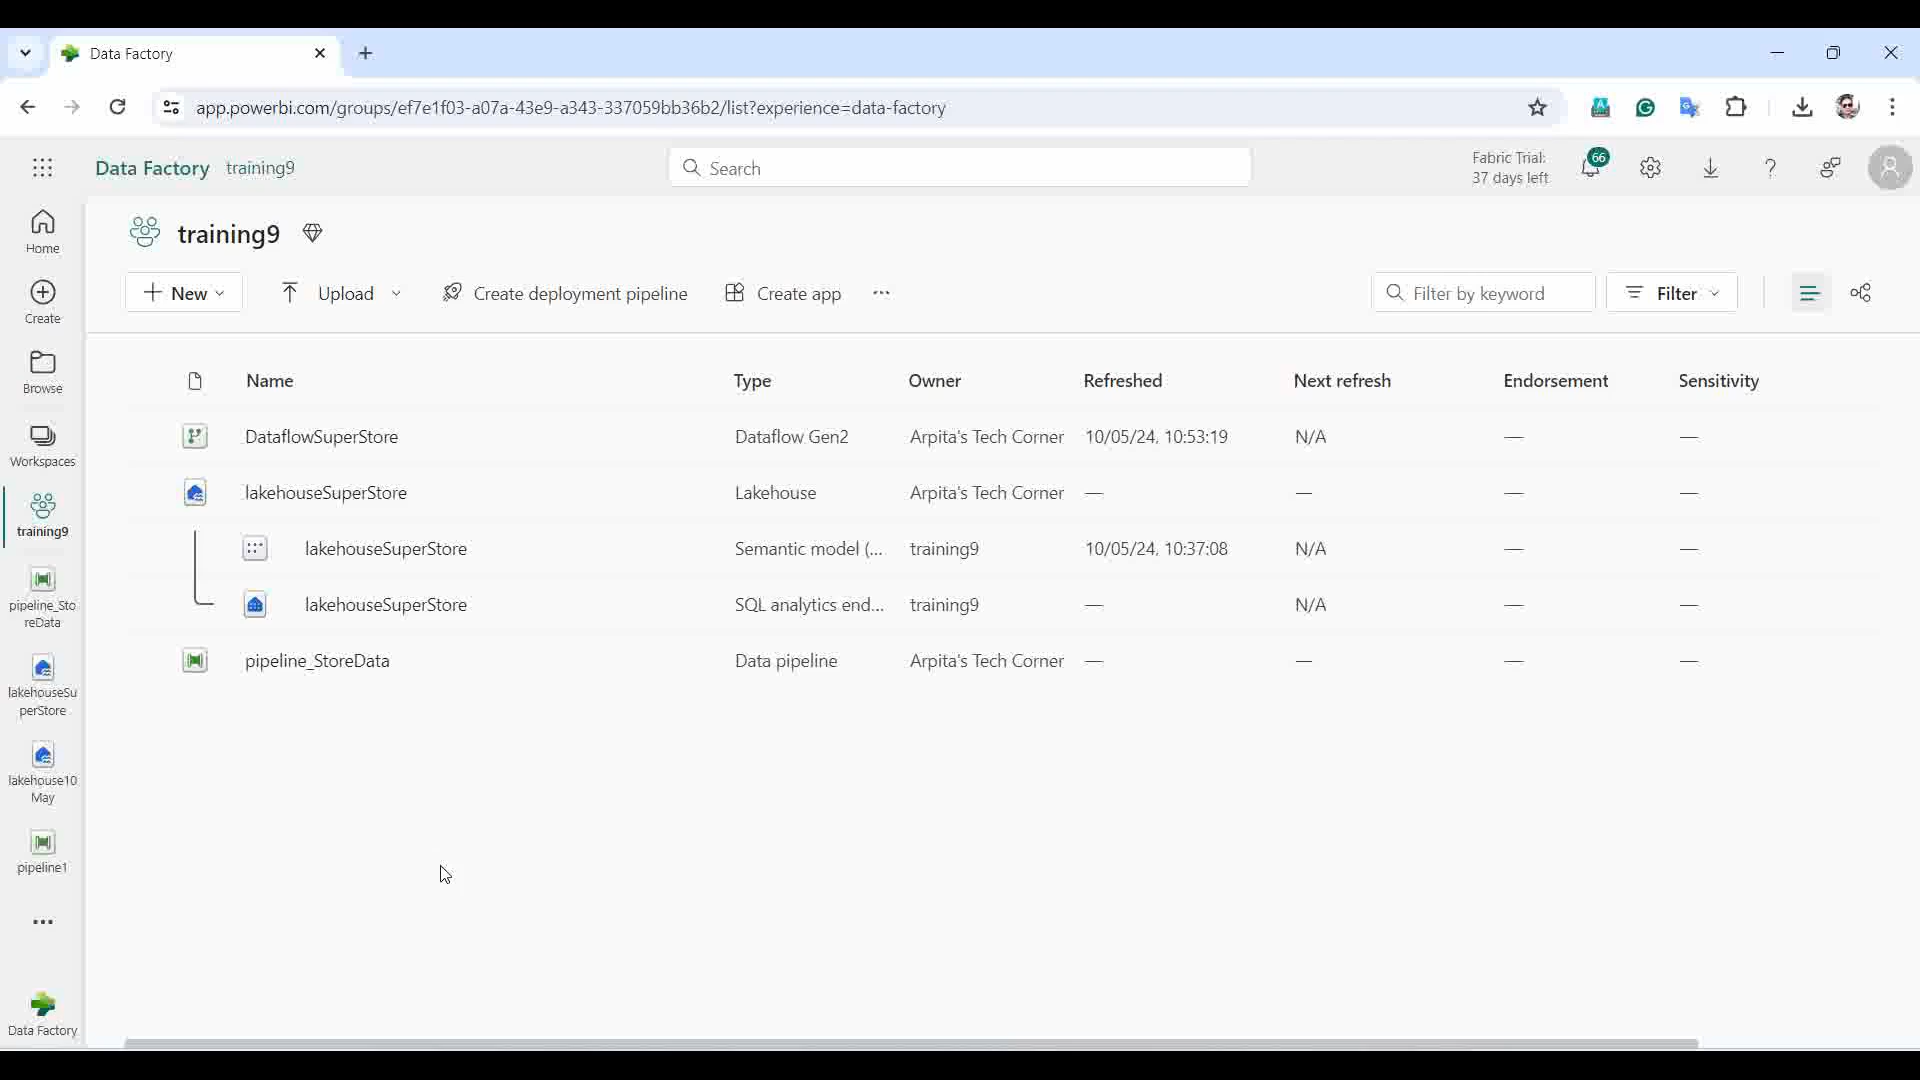 Data Factory
app.powerbi.com/groups/ef7e1f03-a07a-43e9-a343-337059bb36b2/list?experience=data-factory
Data Factory training9
Search
Fabric Trial:
37 days left
66
Home
Create
Browse
Workspaces
training9
pipeline_Sto
reData
lakehouseSu
perStore
lakehouse10
May
pipeline1
Data Factory
training9
New Upload Create deployment pipeline Create app
Filter by keyword Filter
Name Type Owner Refreshed Next refresh Endorsement Sensitivity
DataflowSuperStore Dataflow Gen2 Arpita's Tech Corner 10/05/24, 10:53:19 N/A — —
lakehouseSuperStore Lakehouse Arpita's Tech Corner — — — —
lakehouseSuperStore Semantic model (... training9 10/05/24, 10:37:08 N/A — —
lakehouseSuperStore SQL analytics end... training9 — N/A — —
pipeline_StoreData Data pipeline Arpita's Tech Corner — — — —